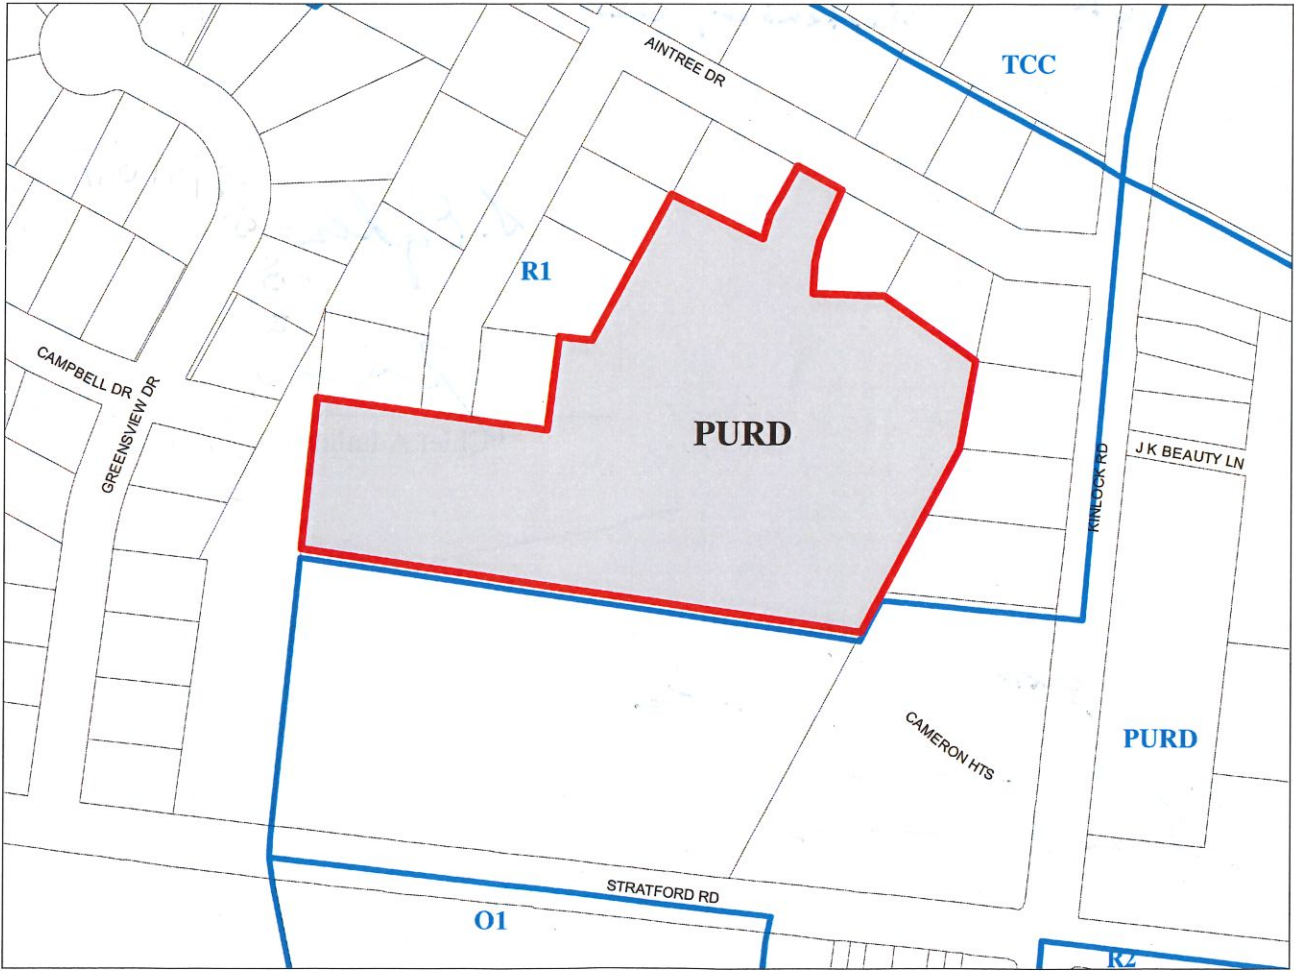 AINTREE DR
TCC
R1
CAMPBELL DR
GREENSVIEW DR
PURD
J K BEAUTY LN
KINLOCK RD
CAMERON HTS
PURD
STRATFORD RD
O1
R2